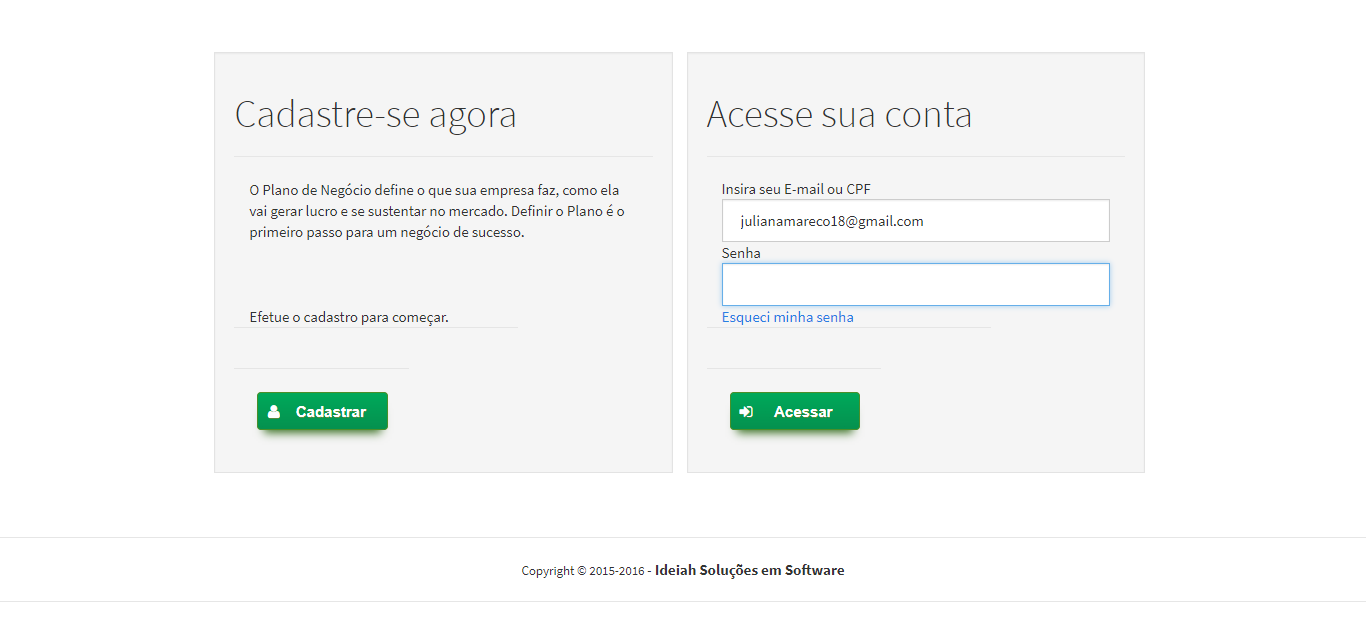 Cadastre-se agora
O Plano de Negócio define o que sua empresa faz, como ela
vai gerar lucro e se sustentar no mercado. Definir o Plano é o
primeiro passo para um negócio de sucesso.
Efetue o cadastro para começar.
Cadastrar
Acesse sua conta
Insira seu E-mail ou CPF
julianamareco18@gmail.com
Senha
Esqueci minha senha
Acessar
Copyright © 2015-2016 - Ideiah Soluções em Software